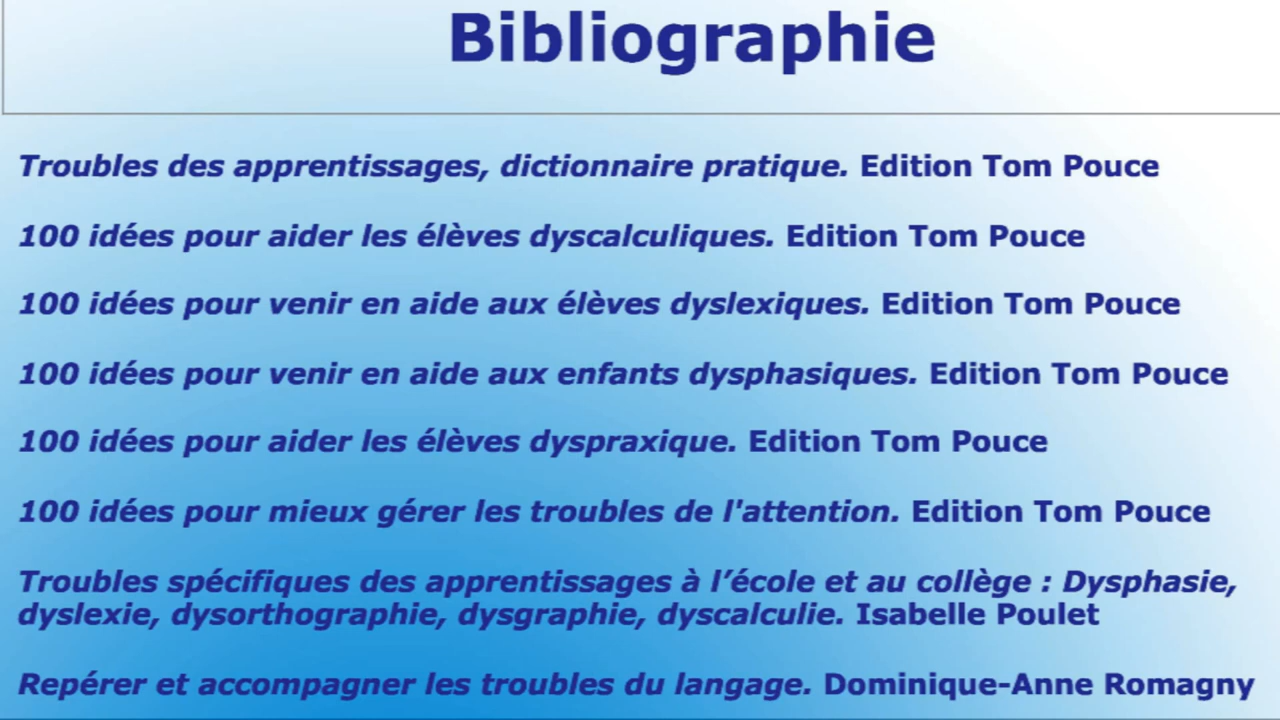 Bibliographie
Troubles des apprentissages, dictionnaire pratique. Edition Tom Pouce
100 idées pour aider les élèves dyscalculiques. Edition Tom Pouce
100 idées pour venir en aide aux élèves dyslexiques. Edition Tom Pouce
100 idées pour venir en aide aux enfants dysphasiques. Edition Tom Pouce
100 idées pour aider les élèves dyspraxique. Edition Tom Pouce
100 idées pour mieux gérer les troubles de l'attention. Edition Tom Pouce
Troubles spécifiques des apprentissages à l’école et au collège : Dysphasie,
dyslexie, dysorthographie, dysgraphie, dyscalculie. Isabelle Poulet
Repérer et accompagner les troubles du langage. Dominique-Anne Romagny